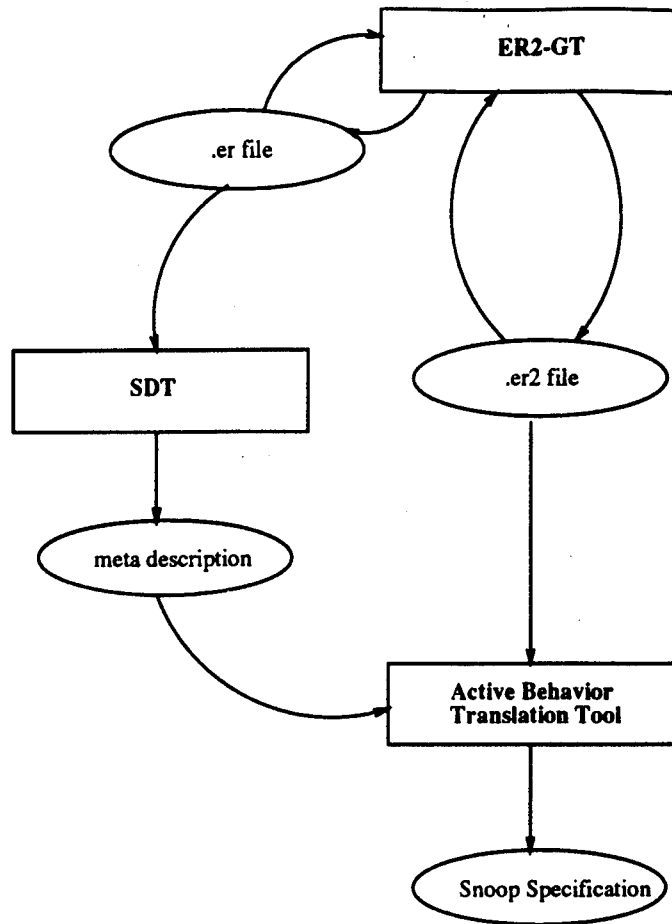 ER2-GT
.er file
SDT
.er2 file
meta description
Active Behavior
Translation Tool
Snoop Specification